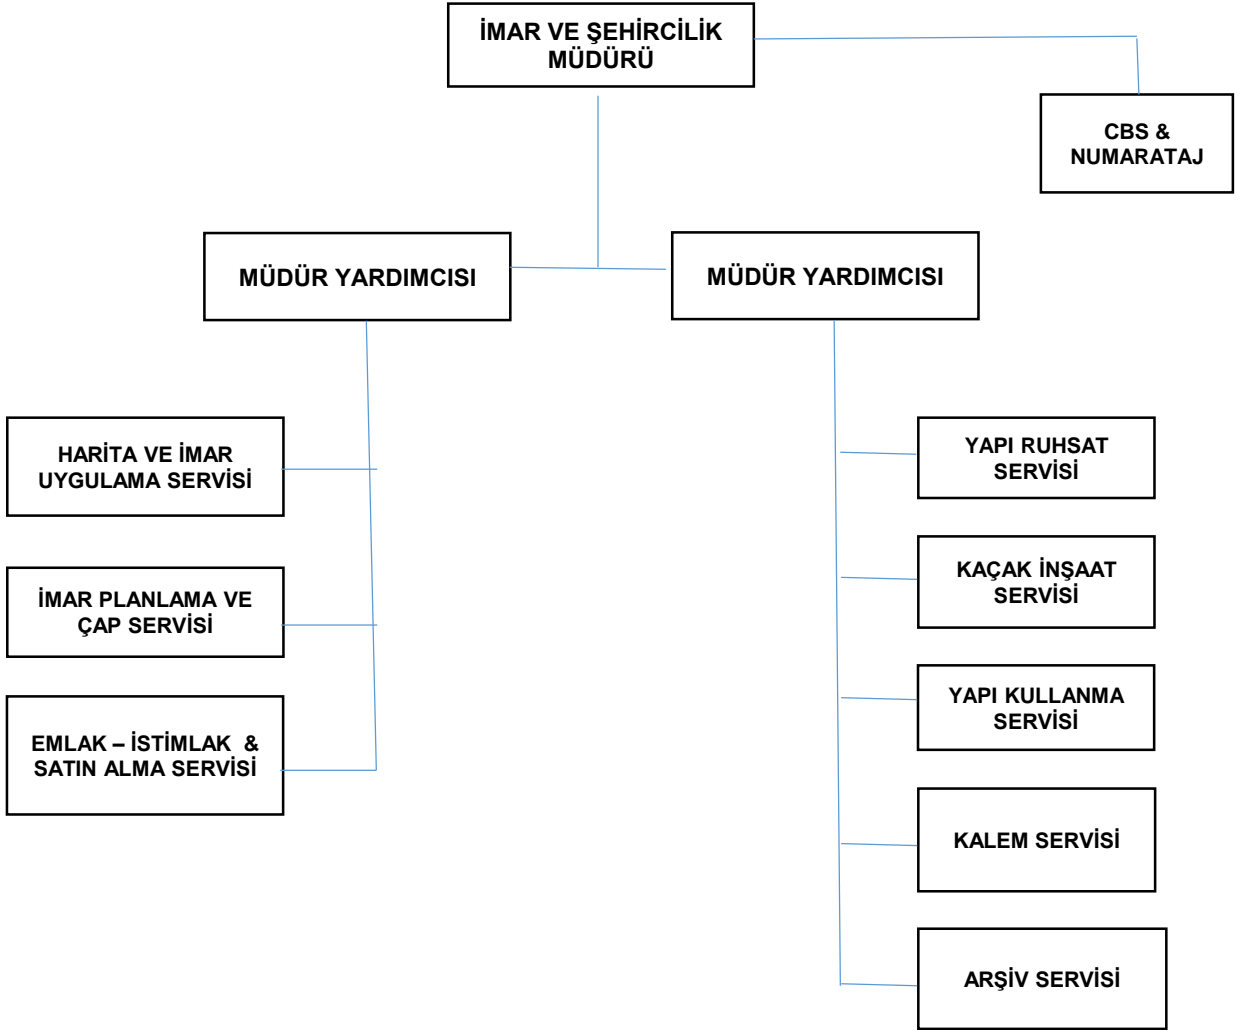 İMAR VE ŞEHİRCİLİK
MÜDÜRÜ
CBS &
NUMARATAJ
MÜDÜR YARDIMCISI
MÜDÜR YARDIMCISI
HARİTA VE İMAR
UYGULAMA SERVİSİ
İMAR PLANLAMA VE
ÇAP SERVİSİ
EMLAK – İSTİMLAK &
SATIN ALMA SERVİSİ
YAPI RUHSAT
SERVİSİ
KAÇAK İNŞAAT
SERVİSİ
YAPI KULLANMA
SERVİSİ
KALEM SERVİSİ
ARŞİV SERVİSİ